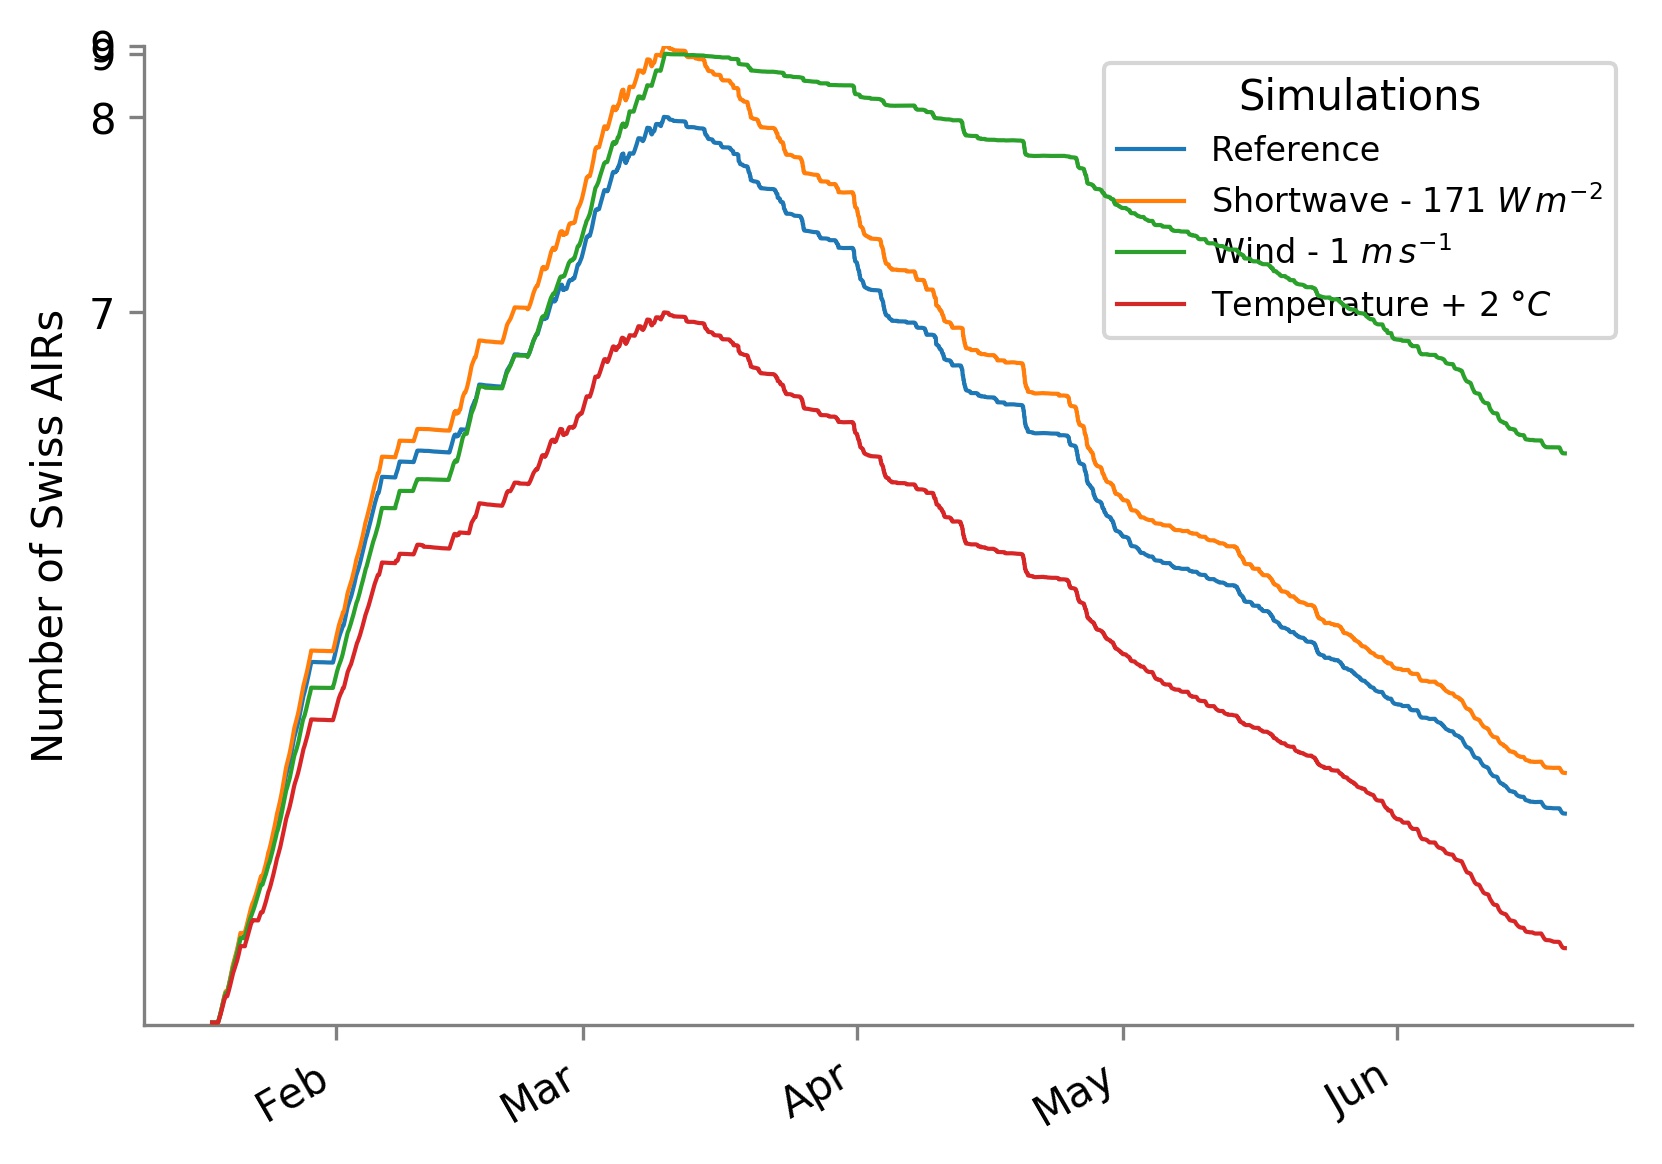 Number of Swiss AIRs
9
9
8
7
Simulations
Reference
Shortwave - 171 W m⁻²
Wind - 1 m s⁻¹
Temperature + 2 °C
Feb
Mar
Apr
May
Jun